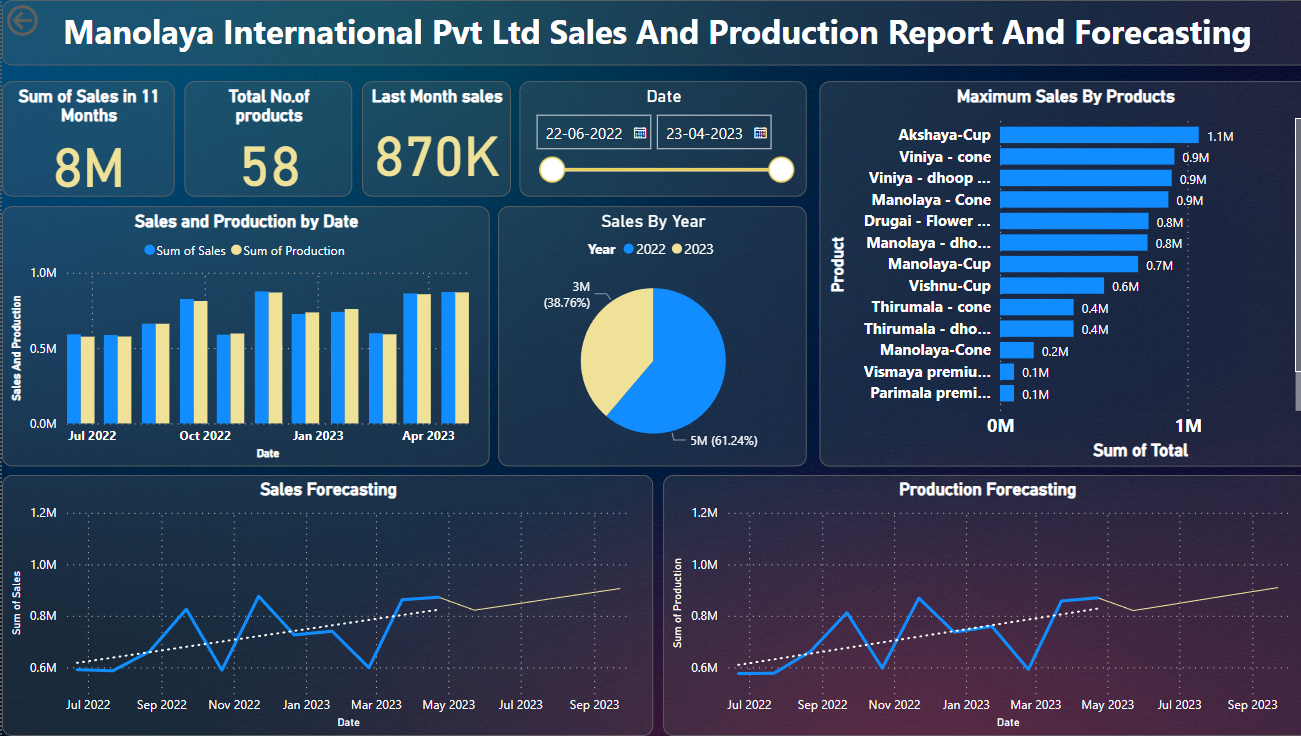 Manolaya International Pvt Ltd Sales And Production Report And Forecasting
Sum of Sales in 11
Months
8M
Total No.of
products
58
Last Month sales
870K
Date
22-06-2022
23-04-2023
Sales and Production by Date
Sum of Sales
Sum of Production
Sales And Production
1.0M
0.5M
0.0M
Jul 2022
Oct 2022
Jan 2023
Apr 2023
Date
Sales By Year
Year
2022
2023
3M
(38.76%)
5M (61.24%)
Maximum Sales By Products
Product
Akshaya-Cup
1.1M
Viniya - cone
0.9M
Viniya - dhoop ...
0.9M
Manolaya - Cone
0.9M
Drugai - Flower ...
0.8M
Manolaya - dho...
0.8M
Manolaya-Cup
0.7M
Vishnu-Cup
0.6M
Thirumala - cone
0.4M
Thirumala - dho...
0.4M
Manolaya-Cone
0.2M
Vismaya premiu...
0.1M
Parimala premi...
0.1M
0M
1M
Sum of Total
Sales Forecasting
Sum of Sales
1.2M
1.0M
0.8M
0.6M
Jul 2022
Sep 2022
Nov 2022
Jan 2023
Mar 2023
May 2023
Jul 2023
Sep 2023
Date
Production Forecasting
Sum of Production
1.2M
1.0M
0.8M
0.6M
Jul 2022
Sep 2022
Nov 2022
Jan 2023
Mar 2023
May 2023
Jul 2023
Sep 2023
Date